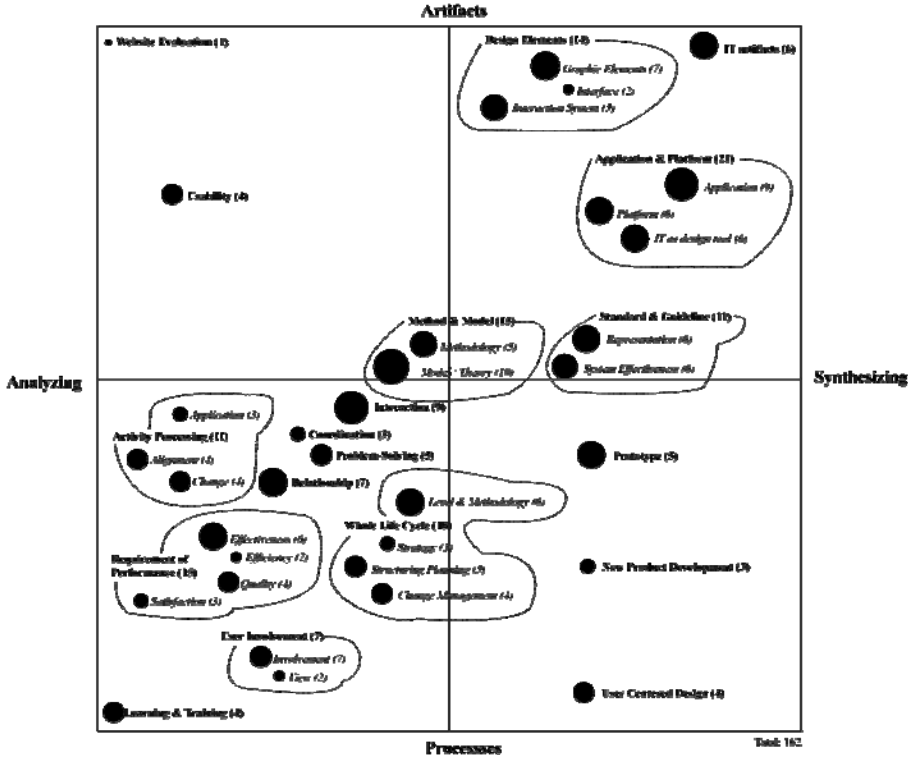 Artifacts
Website Evaluation (1)
Design Elements (14)
Graphic Elements (7)
Interface (2)
Interaction System (5)
IT artifacts (6)
Application & Platform (21)
Application (9)
Platform (6)
IT as design tool (6)
Usability (4)
Method & Model (15)
Methodology (5)
Model / Theory (10)
Standard & Guideline (11)
Representation (6)
System Effectiveness (6)
Analyzing
Synthesizing
Interaction (9)
Application (3)
Activity Processing (11)
Alignment (4)
Change (4)
Coordination (3)
Problem-Solving (5)
Relationship (7)
Prototype (5)
Level & Methodology (6)
Whole Life Cycle (18)
Strategy (3)
Structuring Planning (5)
Change Management (4)
Effectiveness (6)
Efficiency (2)
Requirement of
Performance (15)
Quality (4)
Satisfaction (3)
New Product Development (3)
User Involvement (7)
Involvement (7)
View (2)
User Centered Design (4)
Learning & Training (4)
Processes
Total: 162